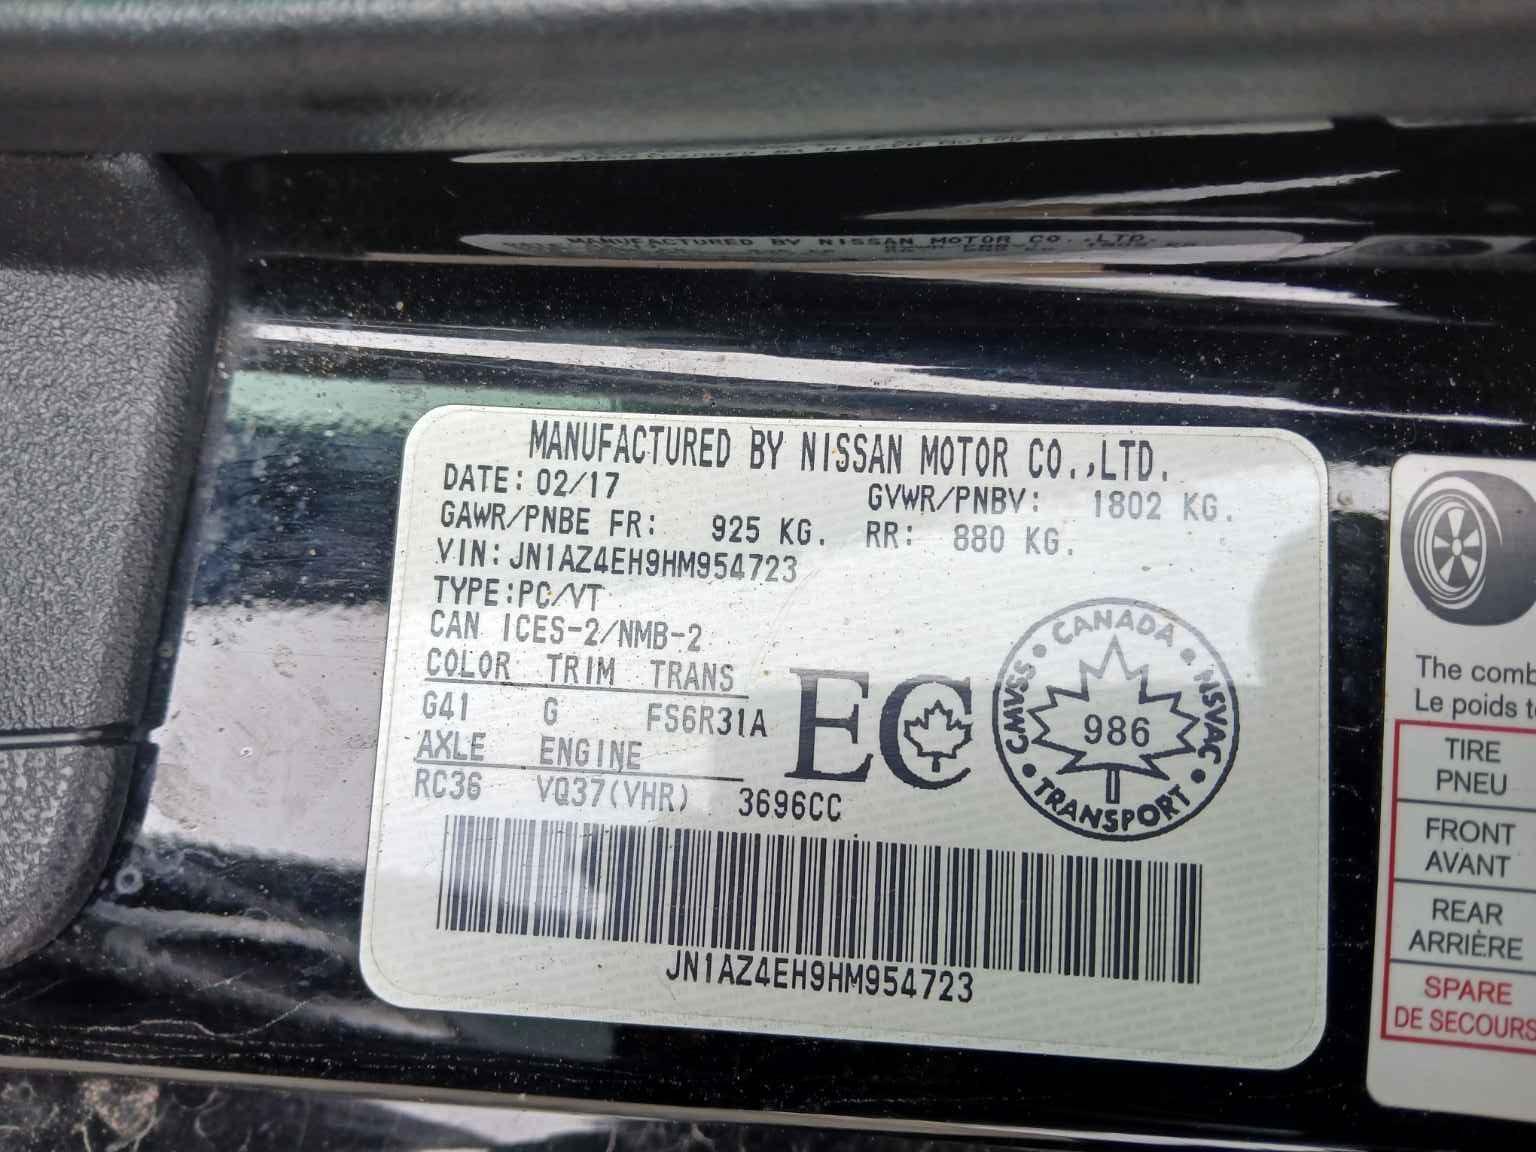 MANUFACTURED BY NISSAN MOTOR CO.,LTD.
MANUFACTURED BY NISSAN MOTOR CO.,LTD.
DATE: 02/17 GVWR/PNBV: 1802 KG.
GAWR/PNBE FR: 925 KG. RR: 880 KG.
VIN: JN1AZ4EH9HM954723
TYPE:PC/VT
CAN ICES-2/NMB-2
COLOR TRIM TRANS
G41 G FS6R31A
AXLE ENGINE
RC36 VQ37(VHR) 3696CC
EC
CANADA
CMVSS • NSVAC
986
TRANSPORT
JN1AZ4EH9HM954723
The comb
Le poids t
TIRE
PNEU
FRONT
AVANT
REAR
ARRIÈRE
SPARE
DE SECOURS